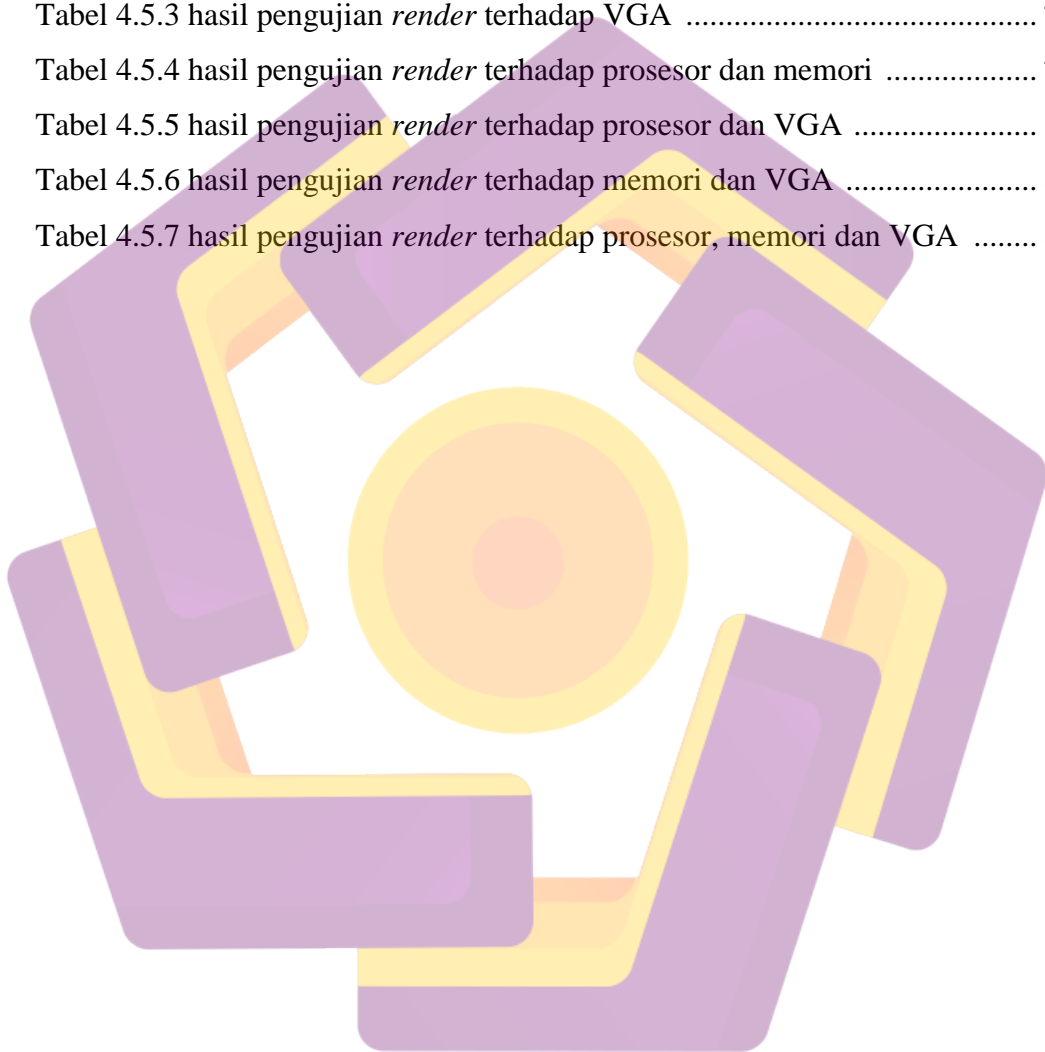 Tabel 4.5.3 hasil pengujian render terhadap VGA ....................................
Tabel 4.5.4 hasil pengujian render terhadap prosesor dan memori ...................
Tabel 4.5.5 hasil pengujian render terhadap prosesor dan VGA .......................
Tabel 4.5.6 hasil pengujian render terhadap memori dan VGA ........................
Tabel 4.5.7 hasil pengujian render terhadap prosesor, memori dan VGA ........